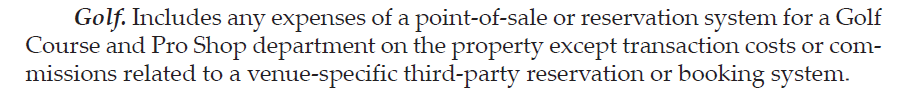 Golf. Includes any expenses of a point-of-sale or reservation system for a Golf
Course and Pro Shop department on the property except transaction costs or com-
missions related to a venue-specific third-party reservation or booking system.